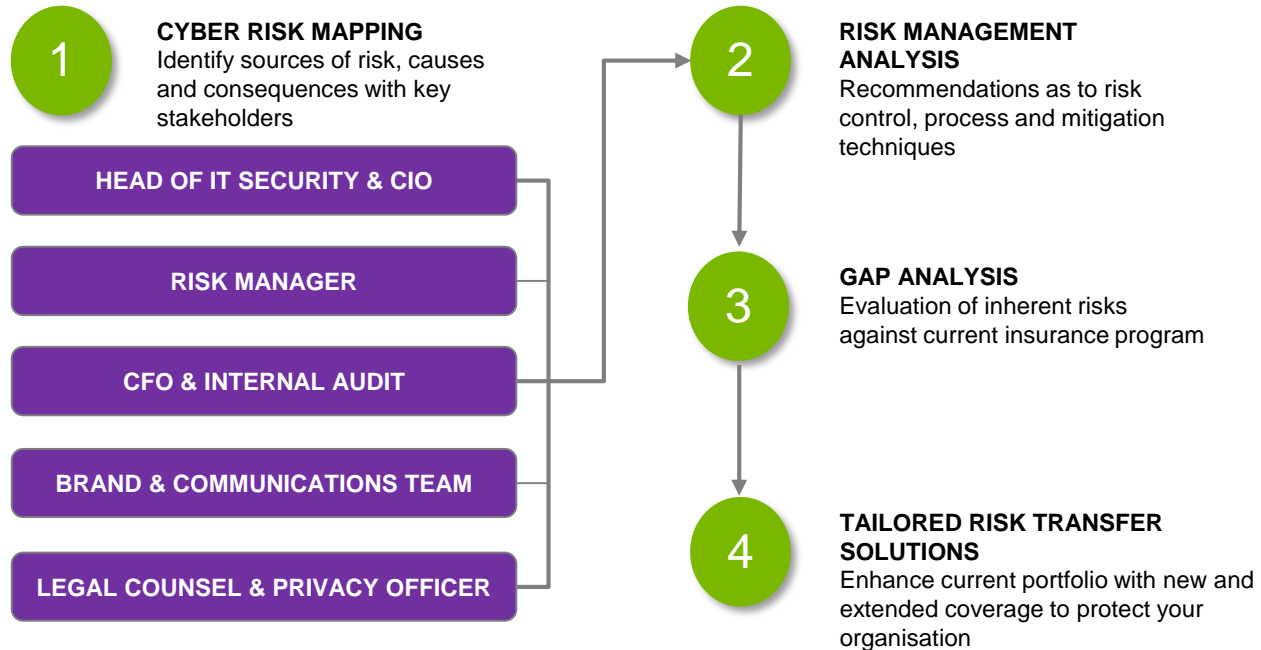 1
CYBER RISK MAPPING
Identify sources of risk, causes
and consequences with key
stakeholders
HEAD OF IT SECURITY & CIO
RISK MANAGER
CFO & INTERNAL AUDIT
BRAND & COMMUNICATIONS TEAM
LEGAL COUNSEL & PRIVACY OFFICER
2
RISK MANAGEMENT
ANALYSIS
Recommendations as to risk
control, process and mitigation
techniques
3
GAP ANALYSIS
Evaluation of inherent risks
against current insurance program
4
TAILORED RISK TRANSFER
SOLUTIONS
Enhance current portfolio with new and
extended coverage to protect your
organisation